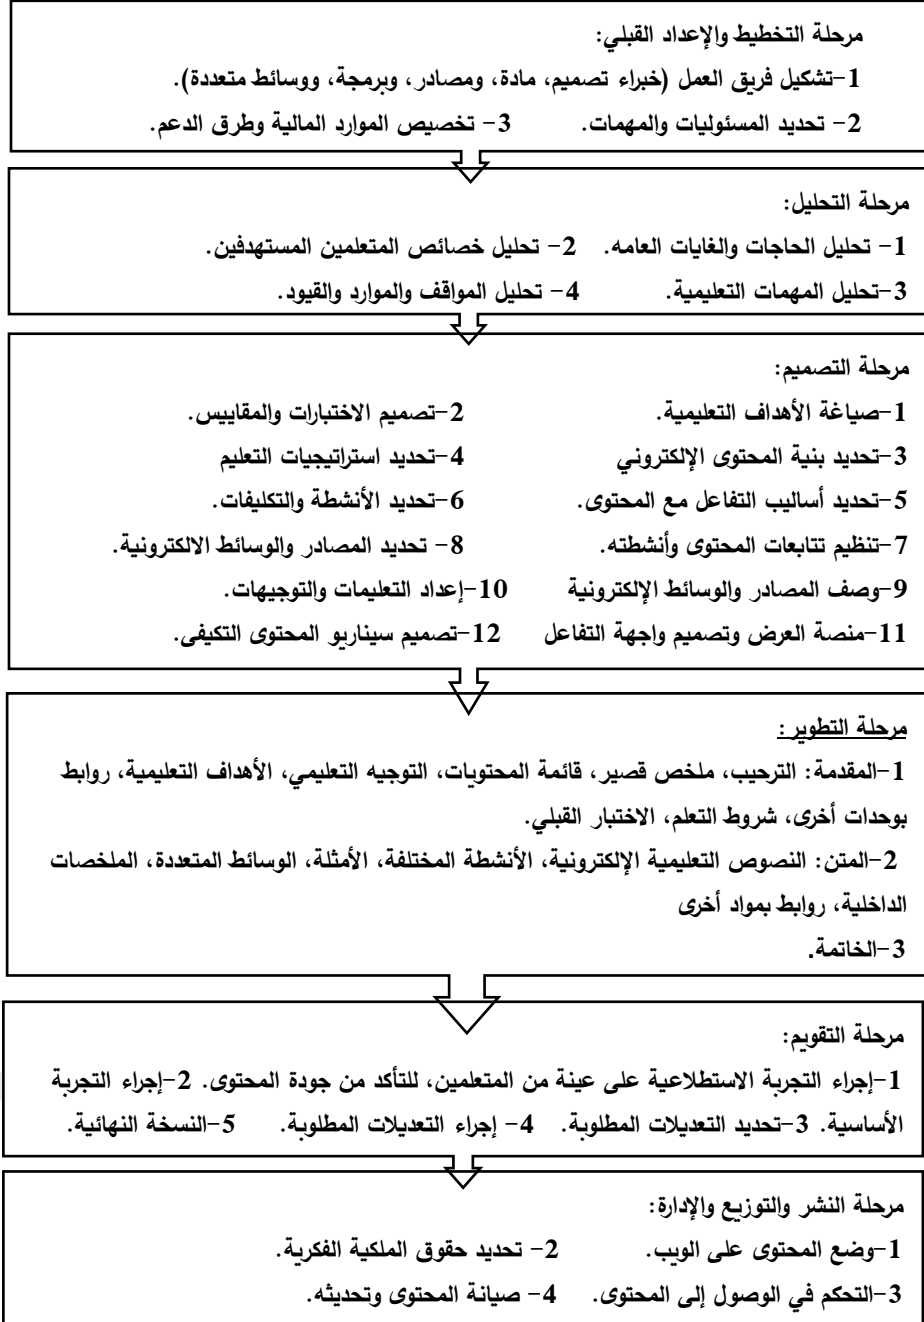 مرحلة التخطيط والإعداد القبلي:
1-تشكيل فريق العمل (خبراء تصميم، مادة، ومصادر، وبرمجة، ووسائط متعددة).
2- تحديد المسئوليات والمهمات. 3- تخصيص الموارد المالية وطرق الدعم.
مرحلة التحليل:
1- تحليل الحاجات والغايات العامه. 2- تحليل خصائص المتعلمين المستهدفين.
3-تحليل المهمات التعليمية. 4- تحليل المواقف والموارد والقيود.
مرحلة التصميم:
1-صياغة الأهداف التعليمية. 2-تصميم الاختبارات والمقاييس.
3-تحديد بنية المحتوى الإلكتروني 4-تحديد استراتيجيات التعليم
5-تحديد أساليب التفاعل مع المحتوى. 6-تحديد الأنشطة والتكليفات.
7-تنظيم تتابعات المحتوى وأنشطته. 8- تحديد المصادر والوسائط الالكترونية.
9-وصف المصادر والوسائط الإلكترونية 10-إعداد التعليمات والتوجيهات.
11-منصة العرض وتصميم واجهة التفاعل 12-تصميم سيناريو المحتوى التكيفى.
مرحلة التطوير:
1-المقدمة: الترحيب، ملخص قصير، قائمة المحتويات، التوجيه التعليمي، الأهداف التعليمية، روابط
بوحدات أخرى، شروط التعلم، الاختبار القبلي.
2-المتن: النصوص التعليمية الإلكترونية، الأنشطة المختلفة، الأمثلة، الوسائط المتعددة، الملخصات
الداخلية، روابط بمواد أخرى
3-الخاتمة.
مرحلة التقويم:
1-إجراء التجربة الاستطلاعية على عينة من المتعلمين، للتأكد من جودة المحتوى. 2-إجراء التجربة
الأساسية. 3-تحديد التعديلات المطلوبة. 4- إجراء التعديلات المطلوبة. 5-النسخة النهائية.
مرحلة النشر والتوزيع والإدارة:
1-وضع المحتوى على الويب. 2- تحديد حقوق الملكية الفكرية.
3-التحكم في الوصول إلى المحتوى. 4- صيانة المحتوى وتحديثه.